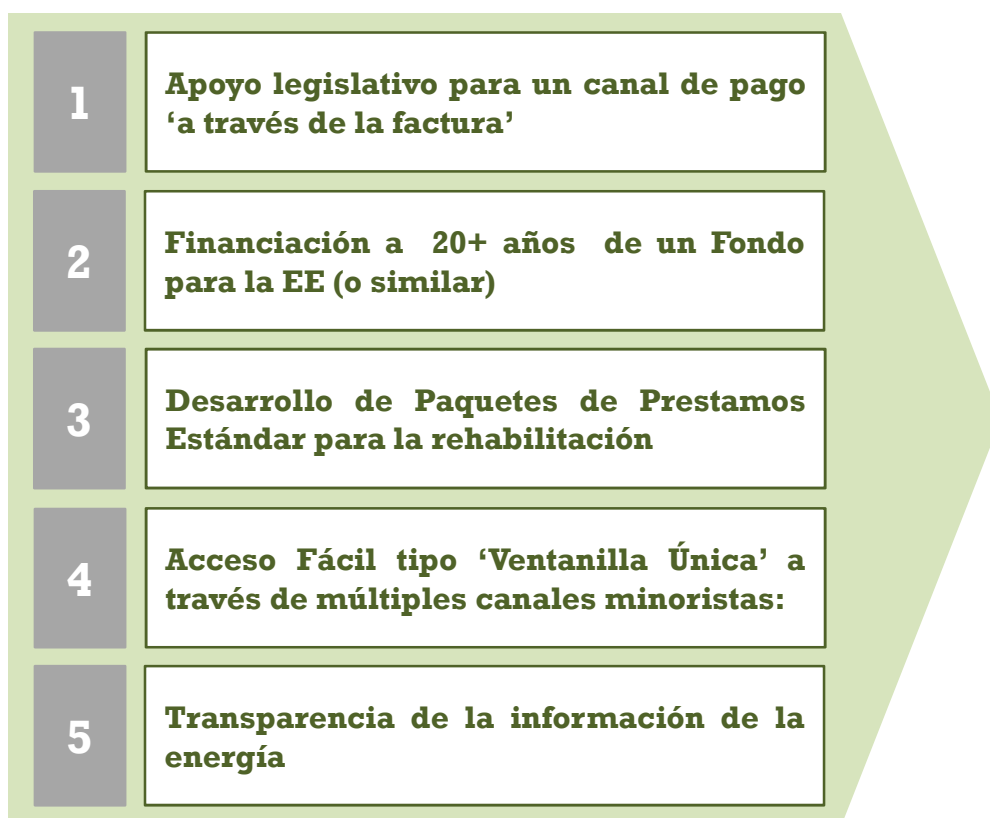 1
Apoyo legislativo para un canal de pago
‘a través de la factura’
2
Financiación a 20+ años de un Fondo
para la EE (o similar)
3
Desarrollo de Paquetes de Prestamos
Estándar para la rehabilitación
4
Acceso Fácil tipo ‘Ventanilla Única’ a
través de múltiples canales minoristas:
5
Transparencia de la información de la
energía